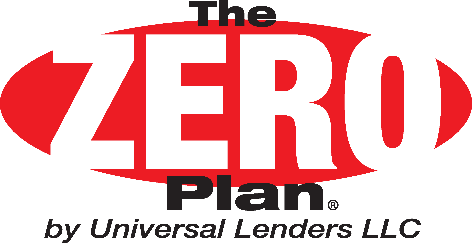 The
ZERO
Plan®
by Universal Lenders LLC